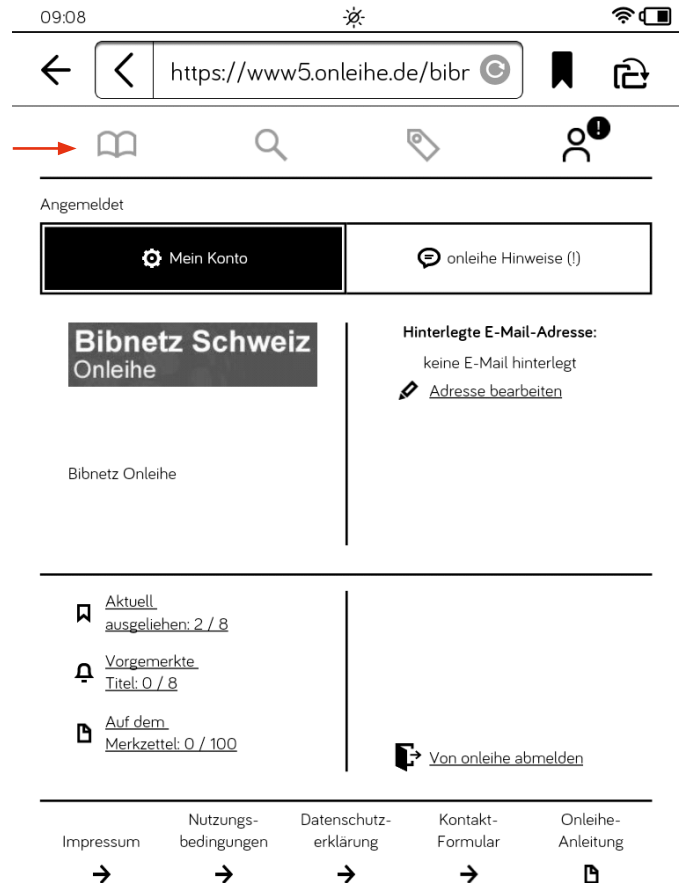 09:08
https://www5.onleihe.de/bibr
Angemeldet
Mein Konto
onleihe Hinweise (!)
Bibnetz Schweiz
Onleihe
Hinterlegte E-Mail-Adresse:
keine E-Mail hinterlegt
Adresse bearbeiten
Bibnetz Onleihe
Aktuell
ausgeliehen: 2 / 8
Vorgemerkte
Titel: 0 / 8
Auf dem
Merkzettel: 0 / 100
Von onleihe abmelden
Impressum
Nutzungs-
bedingungen
Datenschutz-
erklärung
Kontakt-
Formular
Onleihe-
Anleitung